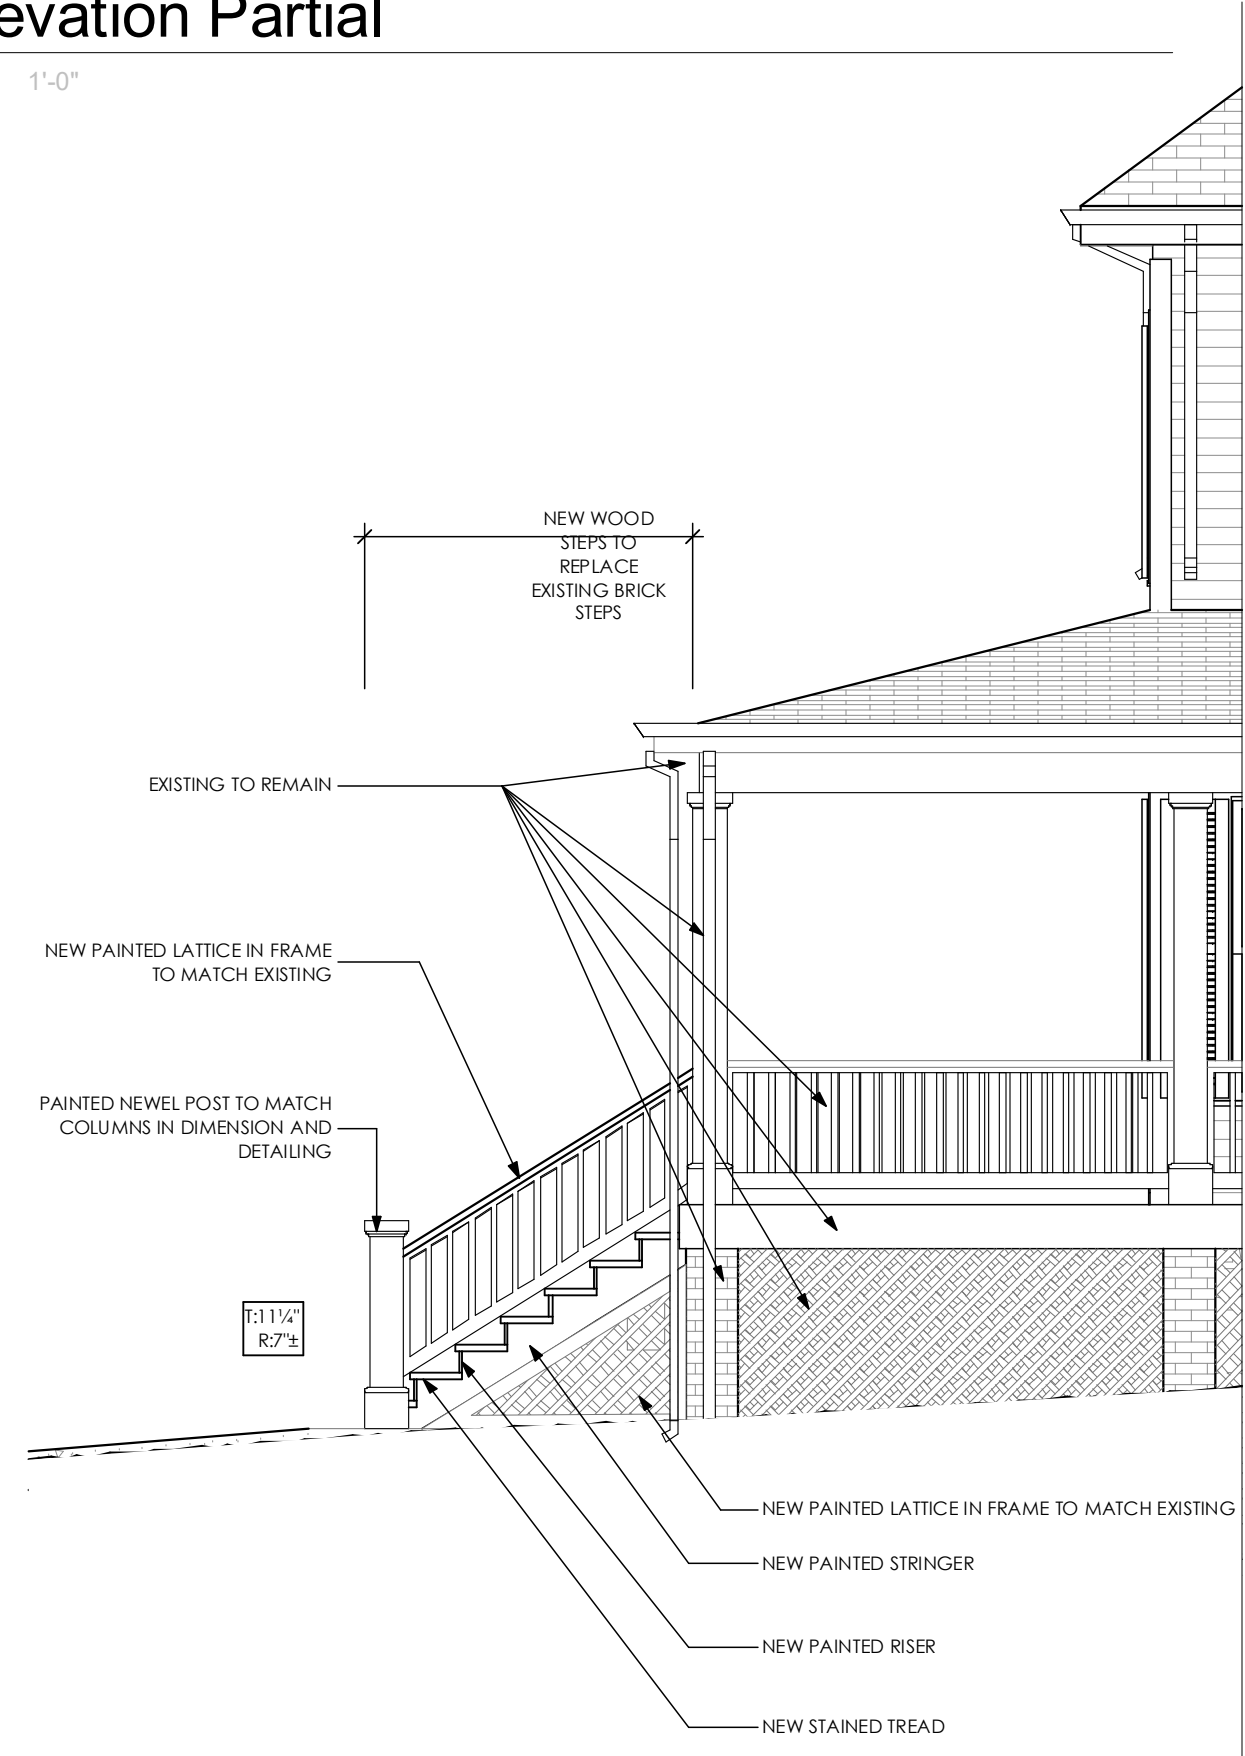 evation Partial
1'-0"
NEW WOOD
STEPS TO
REPLACE
EXISTING BRICK
STEPS
EXISTING TO REMAIN
NEW PAINTED LATTICE IN FRAME
TO MATCH EXISTING
PAINTED NEWEL POST TO MATCH
COLUMNS IN DIMENSION AND
DETAILING
T:11¼"
R:7"±
NEW PAINTED LATTICE IN FRAME TO MATCH EXISTING
NEW PAINTED STRINGER
NEW PAINTED RISER
NEW STAINED TREAD